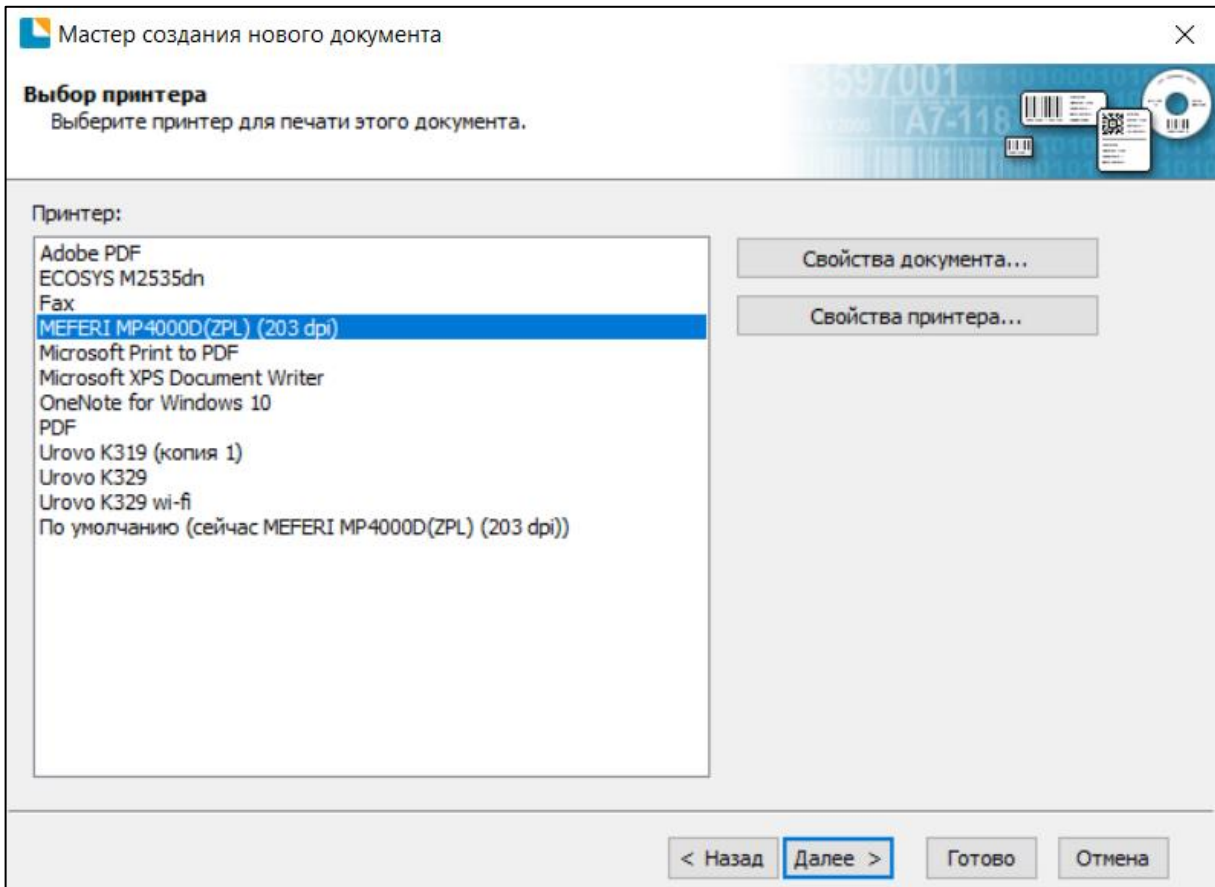 Мастер создания нового документа
Выбор принтера
Выберите принтер для печати этого документа.
3597001
A7-118
Принтер:
Adobe PDF
ECOSYS M2535dn
Fax
MEFERI MP4000D(ZPL) (203 dpi)
Microsoft Print to PDF
Microsoft XPS Document Writer
OneNote for Windows 10
PDF
Urovo K319 (копия 1)
Urovo K329
Urovo K329 wi-fi
По умолчанию (сейчас MEFERI MP4000D(ZPL) (203 dpi))
Свойства документа...
Свойства принтера...
< Назад
Далее >
Готово
Отмена